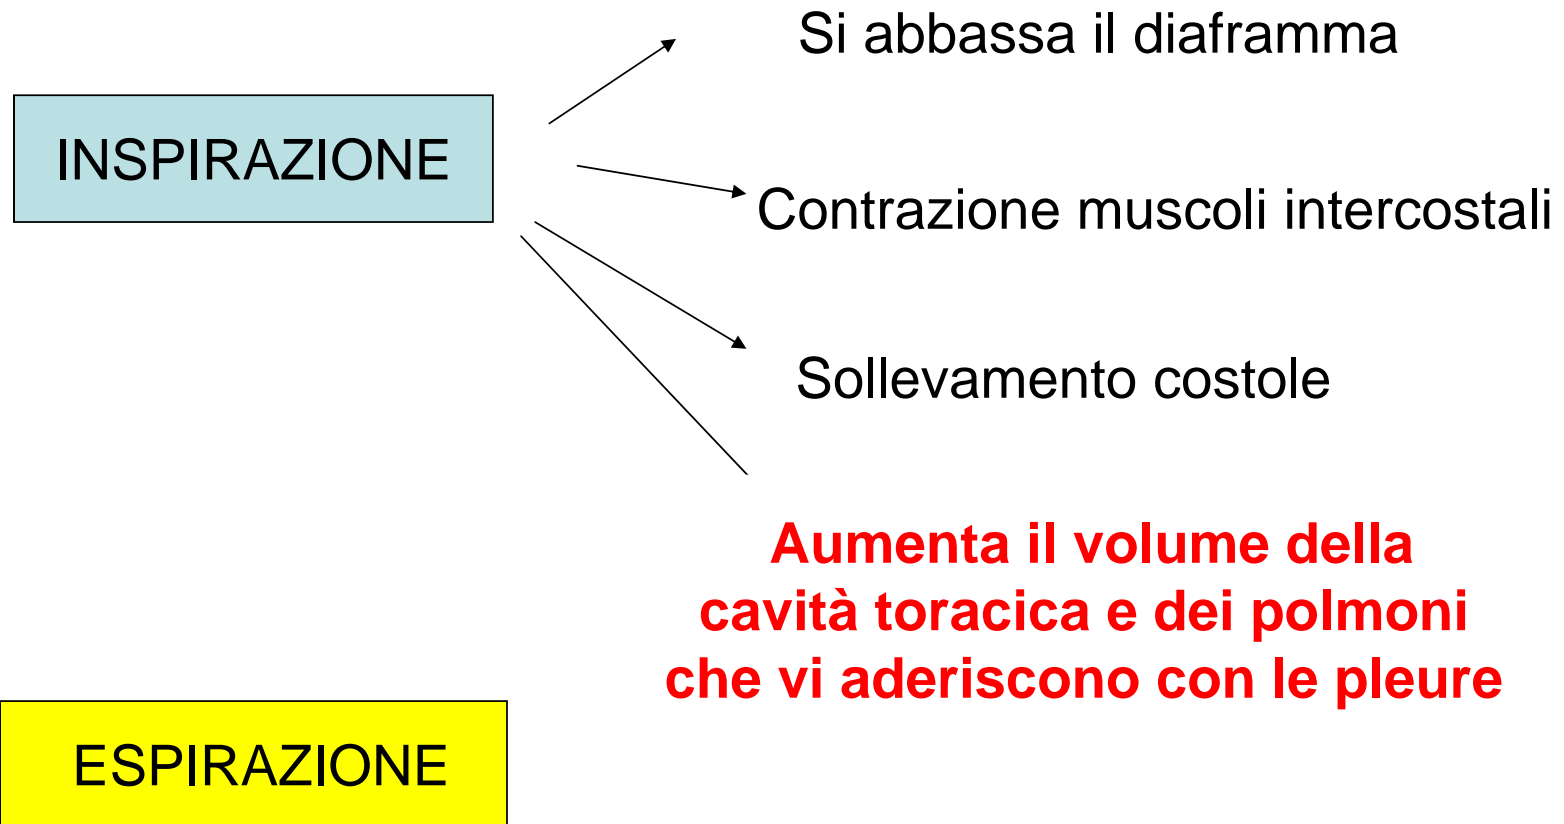 Si abbassa il diaframma
INSPIRAZIONE
Contrazione muscoli intercostali
Sollevamento costole
Aumenta il volume della
cavità toracica e dei polmoni
che vi aderiscono con le pleure
ESPIRAZIONE